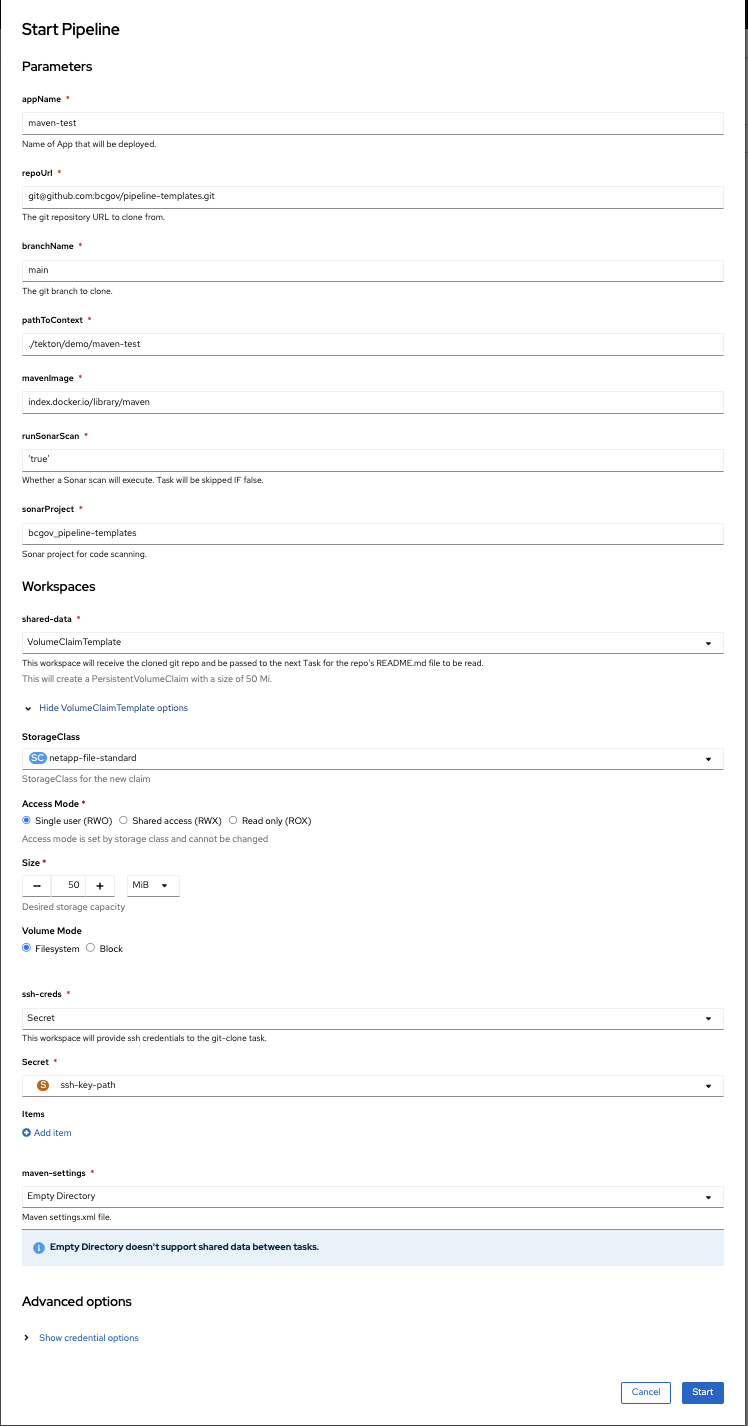 Start Pipeline
Parameters
appName *
maven-test
Name of App that will be deployed.
repoUrl *
git@github.com:bcgov/pipeline-templates.git
The git repository URL to clone from.
branchName *
main
The git branch to clone.
pathToContext *
./tekton/demo/maven-test
mavenImage *
index.docker.io/library/maven
runSonarScan *
'true'
Whether a Sonar scan will execute. Task will be skipped IF false.
sonarProject *
bcgov_pipeline-templates
Sonar project for code scanning.
Workspaces
shared-data *
VolumeClaimTemplate
This workspace will receive the cloned git repo and be passed to the next Task for the repo's README.md file to be read.
This will create a PersistentVolumeClaim with a size of 50 Mi.
Hide VolumeClaimTemplate options
StorageClass
SC netapp-file-standard
StorageClass for the new claim
Access Mode *
Single user (RWO) Shared access (RWX) Read only (ROX)
Access mode is set by storage class and cannot be changed
Size *
50 MiB
Desired storage capacity
Volume Mode
Filesystem Block
ssh-creds *
Secret
This workspace will provide ssh credentials to the git-clone task.
Secret *
S ssh-key-path
Items
Add item
maven-settings *
Empty Directory
Maven settings.xml file.
Empty Directory doesn't support shared data between tasks.
Advanced options
Show credential options
Cancel Start